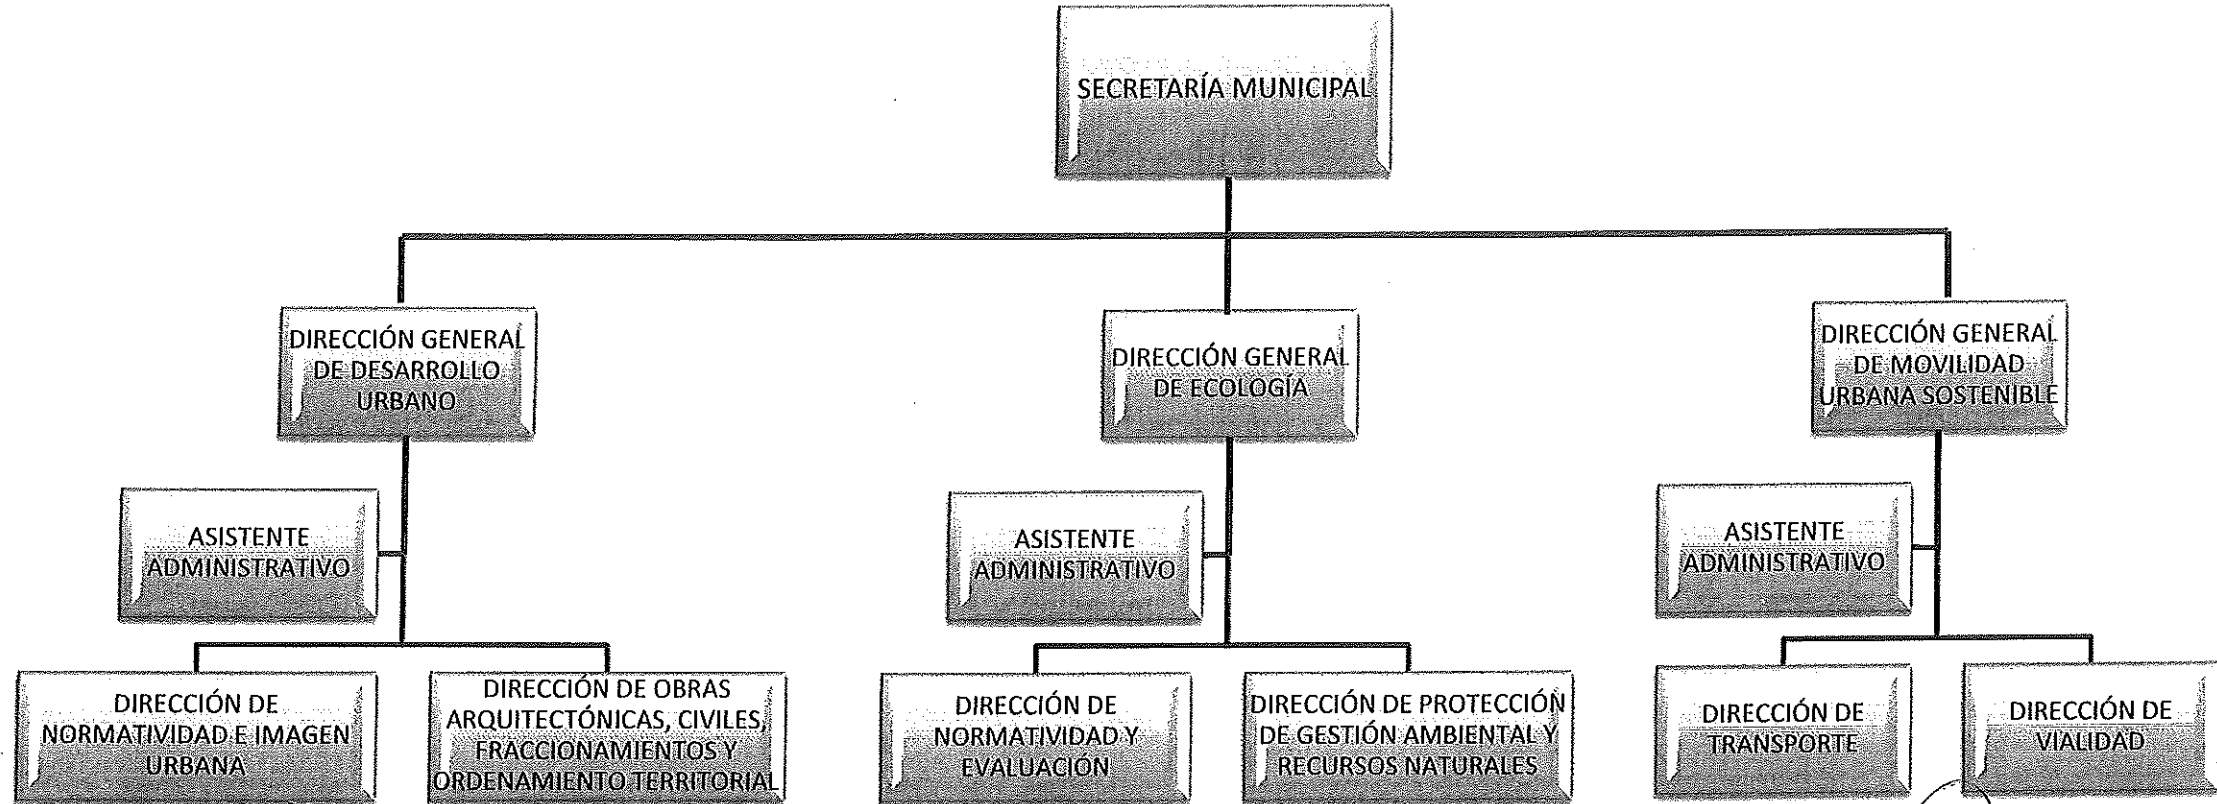 SECRETARÍA MUNICIPAL
DIRECCIÓN GENERAL
DE DESARROLLO
URBANO
DIRECCIÓN GENERAL
DE ECOLOGÍA
DIRECCIÓN GENERAL
DE MOVILIDAD
URBANA SOSTENIBLE
ASISTENTE
ADMINISTRATIVO
ASISTENTE
ADMINISTRATIVO
ASISTENTE
ADMINISTRATIVO
DIRECCIÓN DE
NORMATIVIDAD E IMAGEN
URBANA
DIRECCIÓN DE OBRAS
ARQUITECTÓNICAS, CIVILES,
FRACCIONAMIENTOS Y
ORDENAMIENTO TERRITORIAL
DIRECCIÓN DE
NORMATIVIDAD Y
EVALUACIÓN
DIRECCIÓN DE PROTECCIÓN
DE GESTIÓN AMBIENTAL Y
RECURSOS NATURALES
DIRECCIÓN DE
TRANSPORTE
DIRECCIÓN DE
VIALIDAD